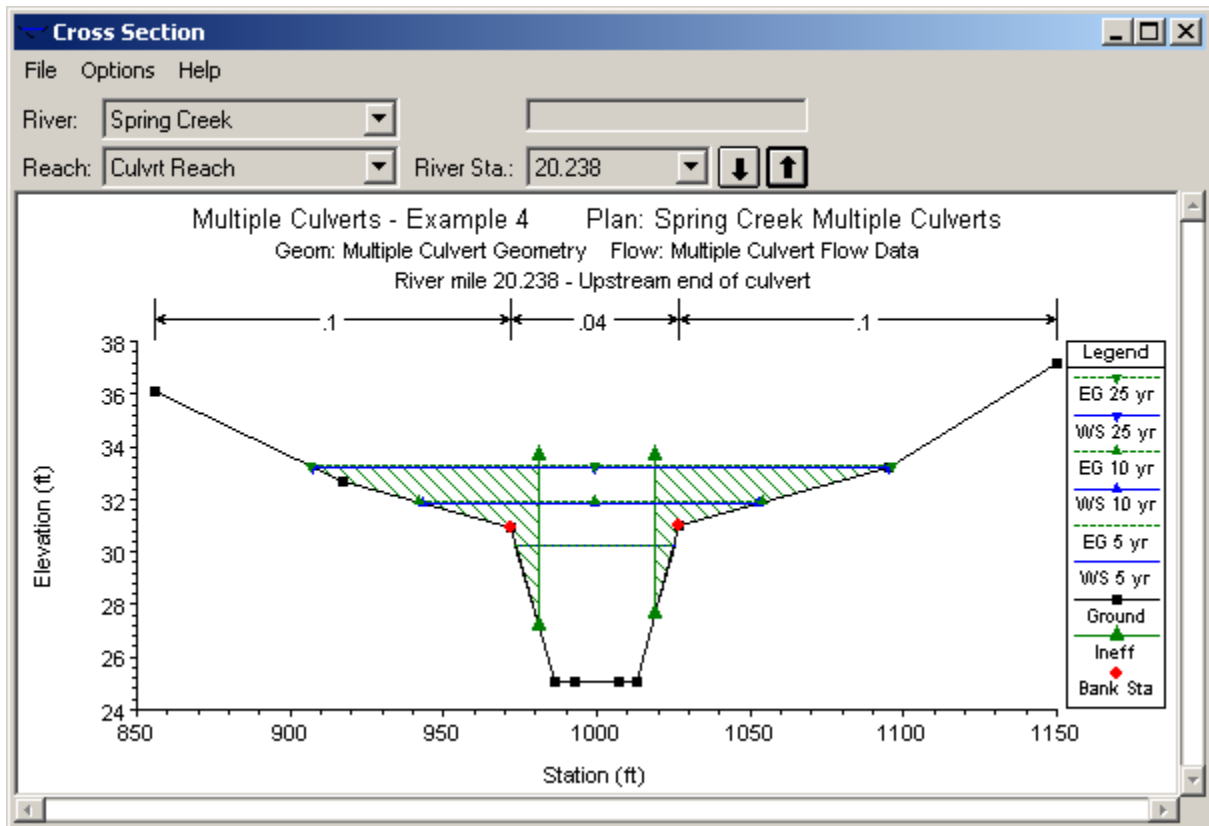 Cross Section
File Options Help
River: Spring Creek
Reach: Culvrt Reach River Sta.: 20.238
Multiple Culverts - Example 4 Plan: Spring Creek Multiple Culverts
Geom: Multiple Culvert Geometry Flow: Multiple Culvert Flow Data
River mile 20.238 - Upstream end of culvert
.1 .04 .1
38
36
34
32
30
28
26
24
Elevation (ft)
850 900 950 1000 1050 1100 1150
Station (ft)
Legend
EG 25 yr
WS 25 yr
EG 10 yr
WS 10 yr
EG 5 yr
WS 5 yr
Ground
Ineff
Bank Sta